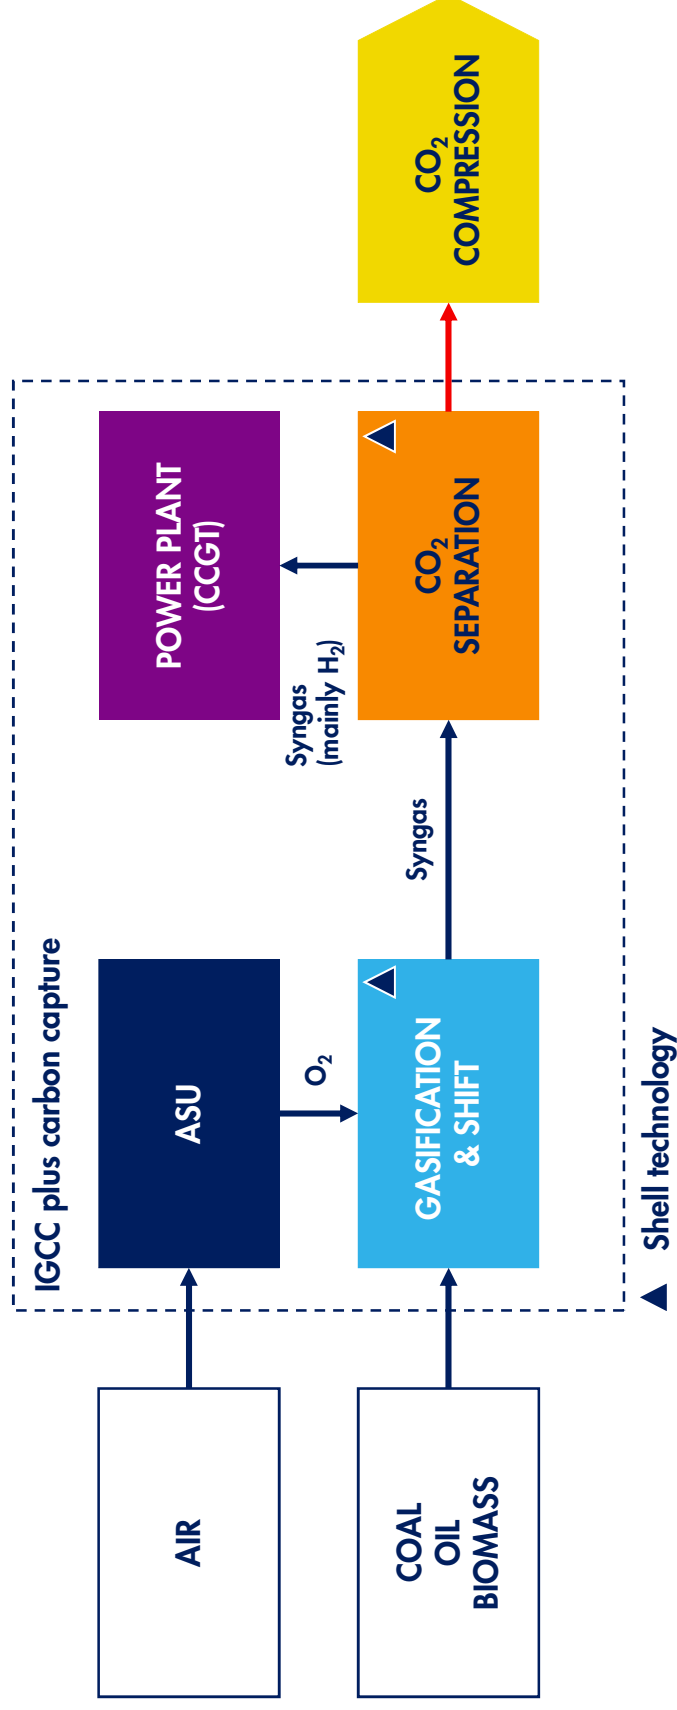 IGCC plus carbon capture
AIR
ASU
POWER PLANT
(CCGT)
O₂
Syngas
(mainly H₂)
COAL
OIL
BIOMASS
GASIFICATION
& SHIFT
Syngas
CO₂
SEPARATION
CO₂
COMPRESSION
Shell technology